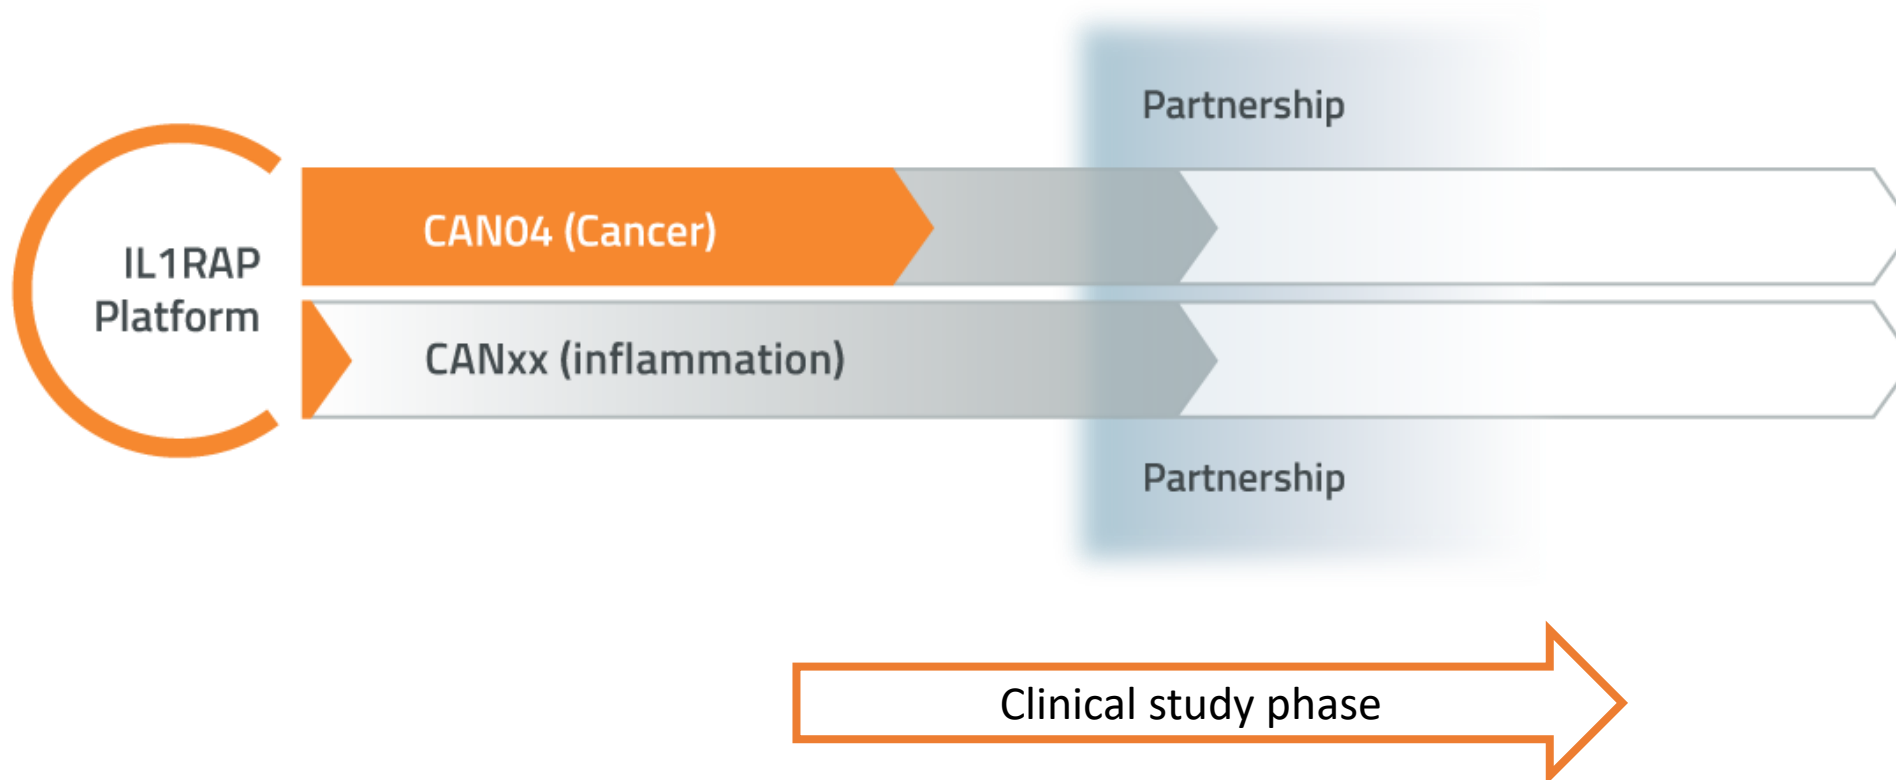 Partnership
IL1RAP
Platform
CAN04 (Cancer)
CANxx (inflammation)
Partnership
Clinical study phase